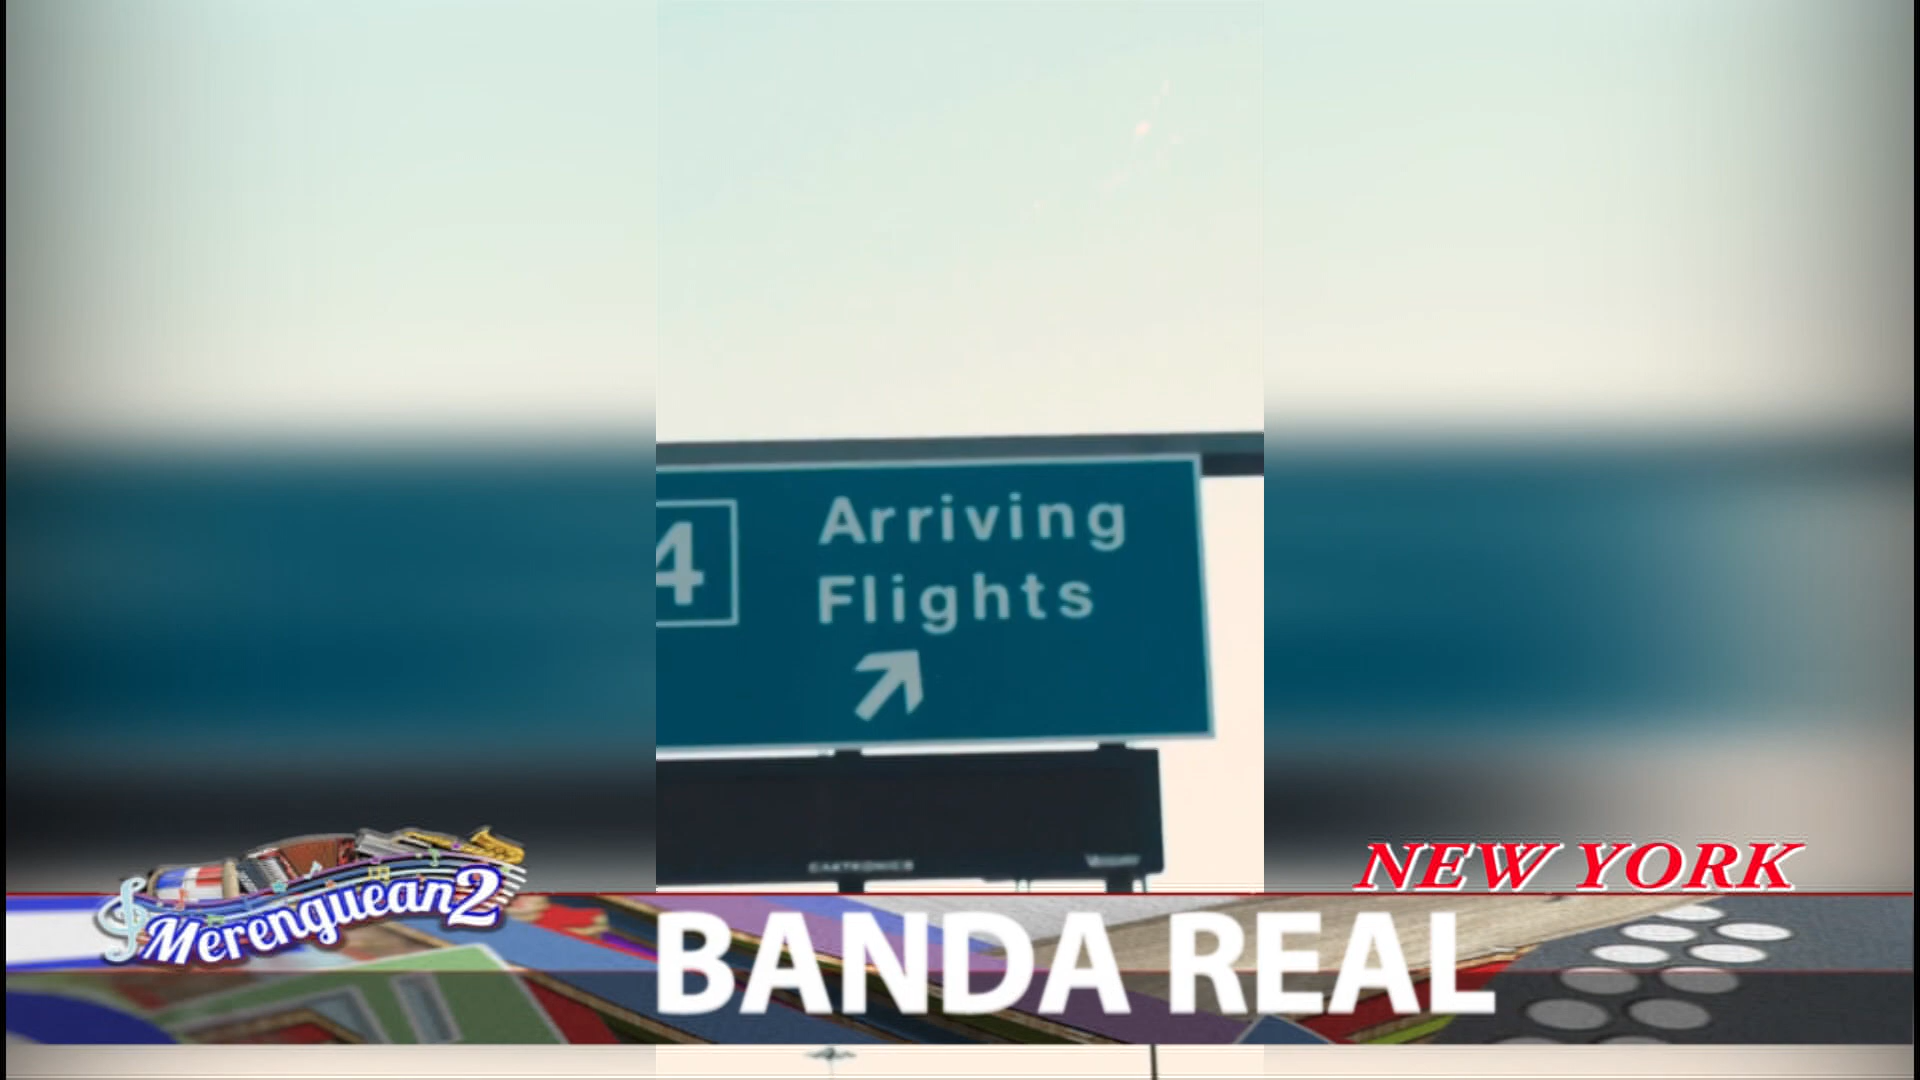 4
Arriving
Flights
NEW YORK
Merenguean2
BANDA REAL